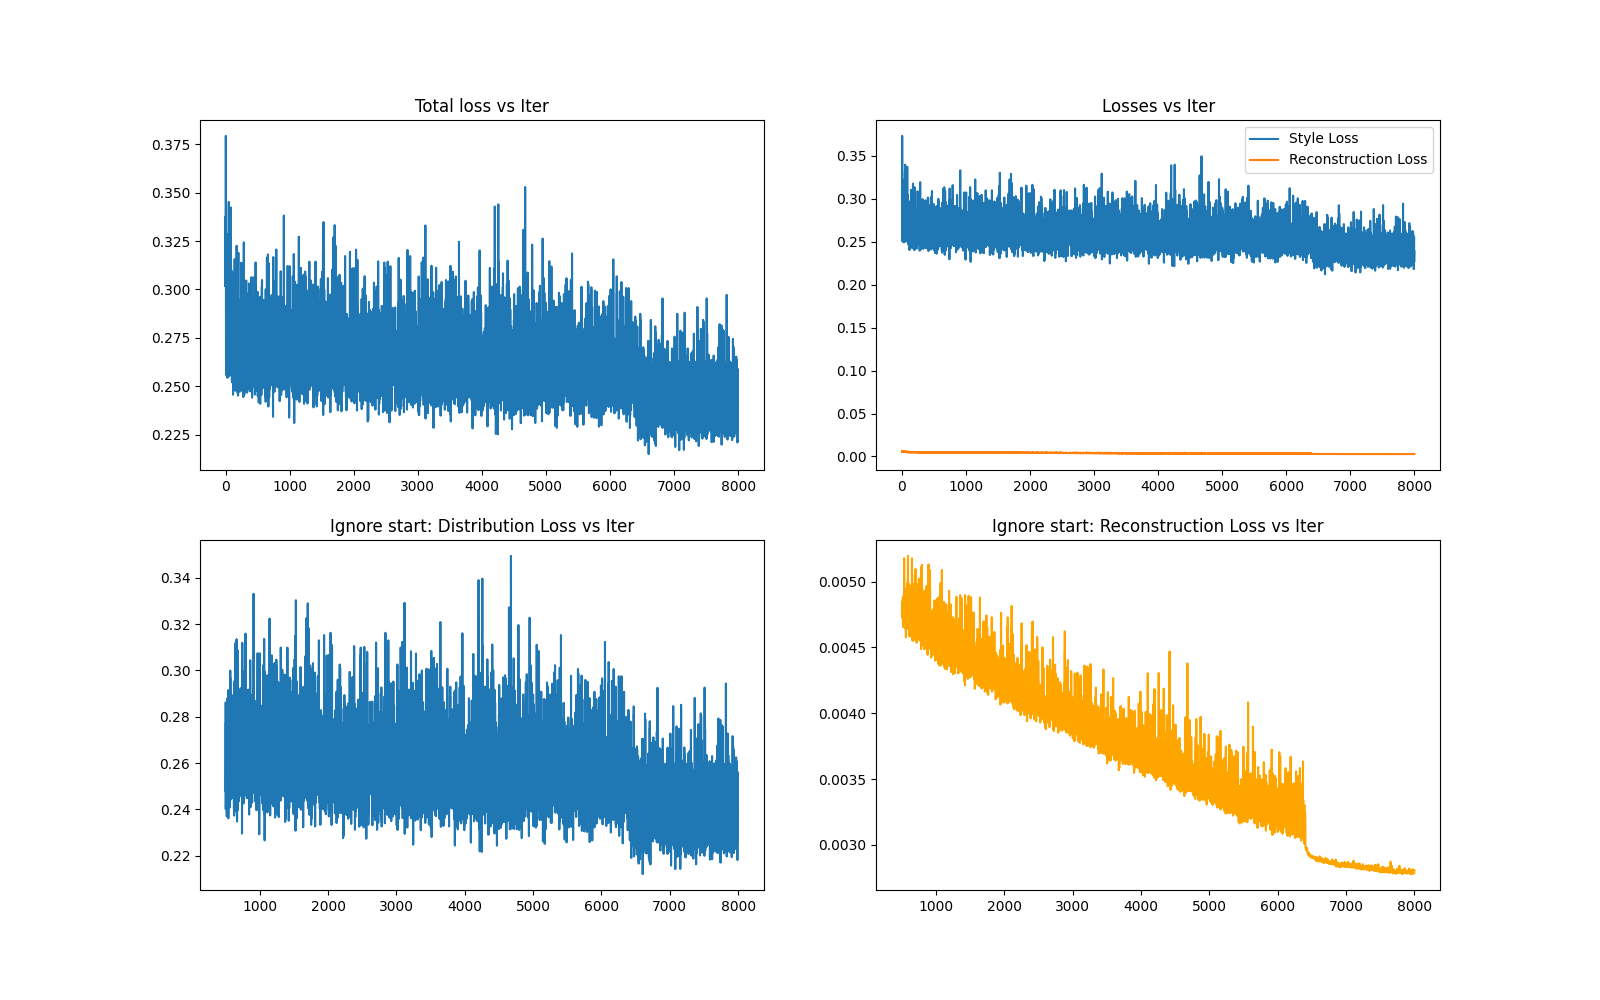 Total loss vs Iter
0.375
0.350
0.325
0.300
0.275
0.250
0.225
0 1000 2000 3000 4000 5000 6000 7000 8000
Losses vs Iter
Style Loss
Reconstruction Loss
0.35
0.30
0.25
0.20
0.15
0.10
0.05
0.00
0 1000 2000 3000 4000 5000 6000 7000 8000
Ignore start: Distribution Loss vs Iter
0.34
0.32
0.30
0.28
0.26
0.24
0.22
1000 2000 3000 4000 5000 6000 7000 8000
Ignore start: Reconstruction Loss vs Iter
0.0050
0.0045
0.0040
0.0035
0.0030
1000 2000 3000 4000 5000 6000 7000 8000